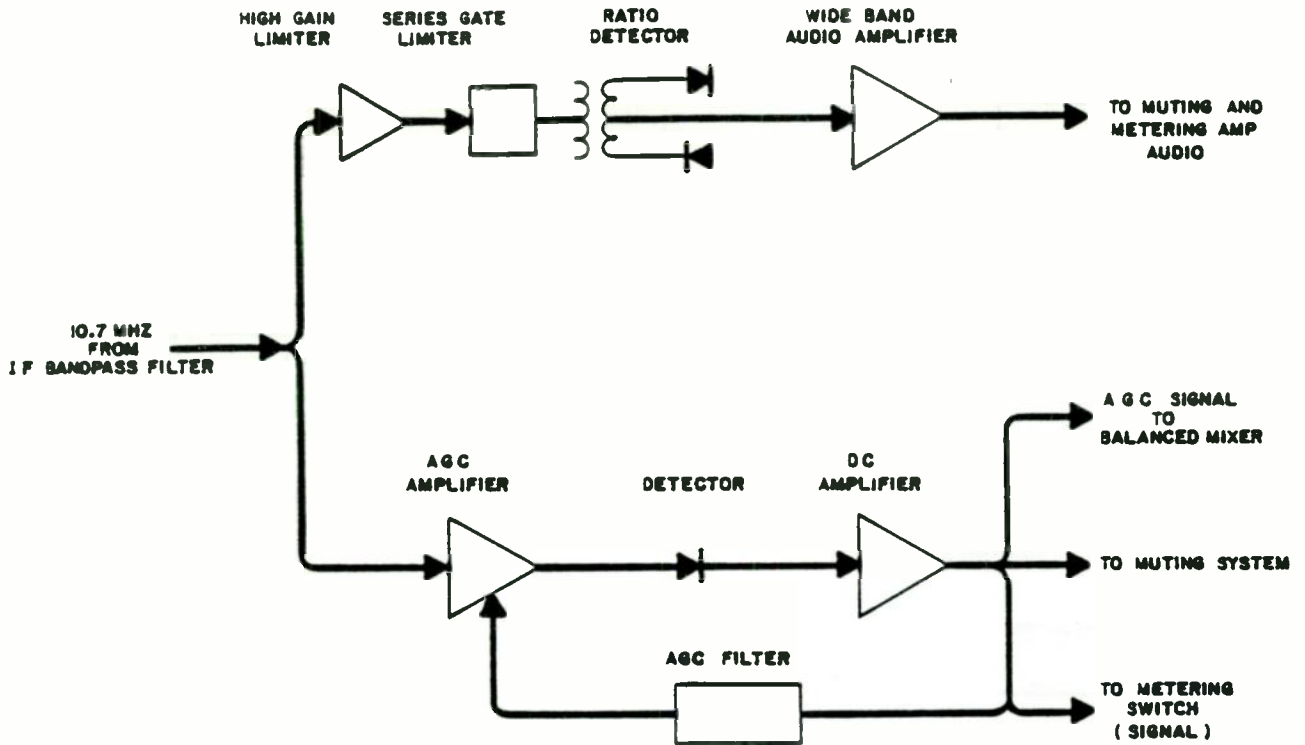 HIGH GAIN
LIMITER
SERIES GATE
LIMITER
RATIO
DETECTOR
WIDE BAND
AUDIO AMPLIFIER
TO MUTING AND
METERING AMP
AUDIO
10.7 MHZ
FROM
IF BANDPASS FILTER
AGC SIGNAL
TO
BALANCED MIXER
AGC
AMPLIFIER
DETECTOR
DC
AMPLIFIER
TO MUTING SYSTEM
AGC FILTER
TO METERING
SWITCH
(SIGNAL)